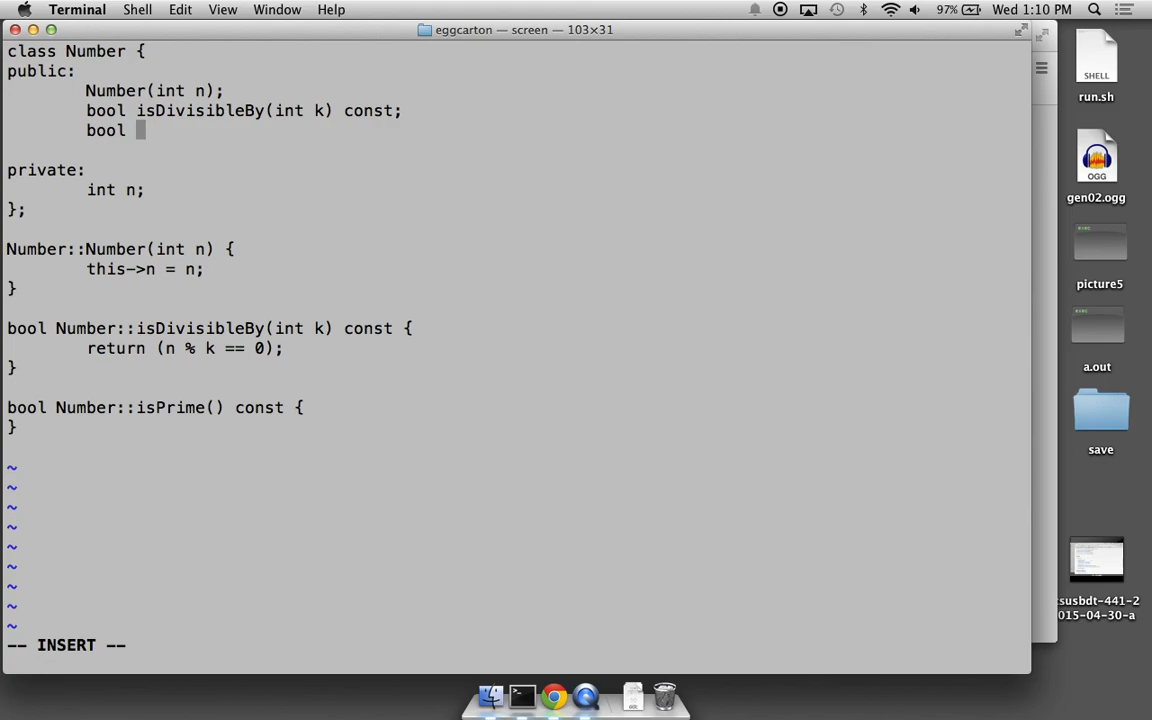 Terminal Shell Edit View Window Help 97% Wed 1:10 PM
eggcarton — screen — 103×31
class Number {
public:
Number(int n);
bool isDivisibleBy(int k) const;
bool
private:
int n;
};
Number::Number(int n) {
this->n = n;
}
bool Number::isDivisibleBy(int k) const {
return (n % k == 0);
}
bool Number::isPrime() const {
}
~
~
~
~
~
~
~
~
~
-- INSERT --
SHELL
run.sh
OGG
gen02.ogg
picture5
a.out
save
csusbdt-441-2
015-04-30-a